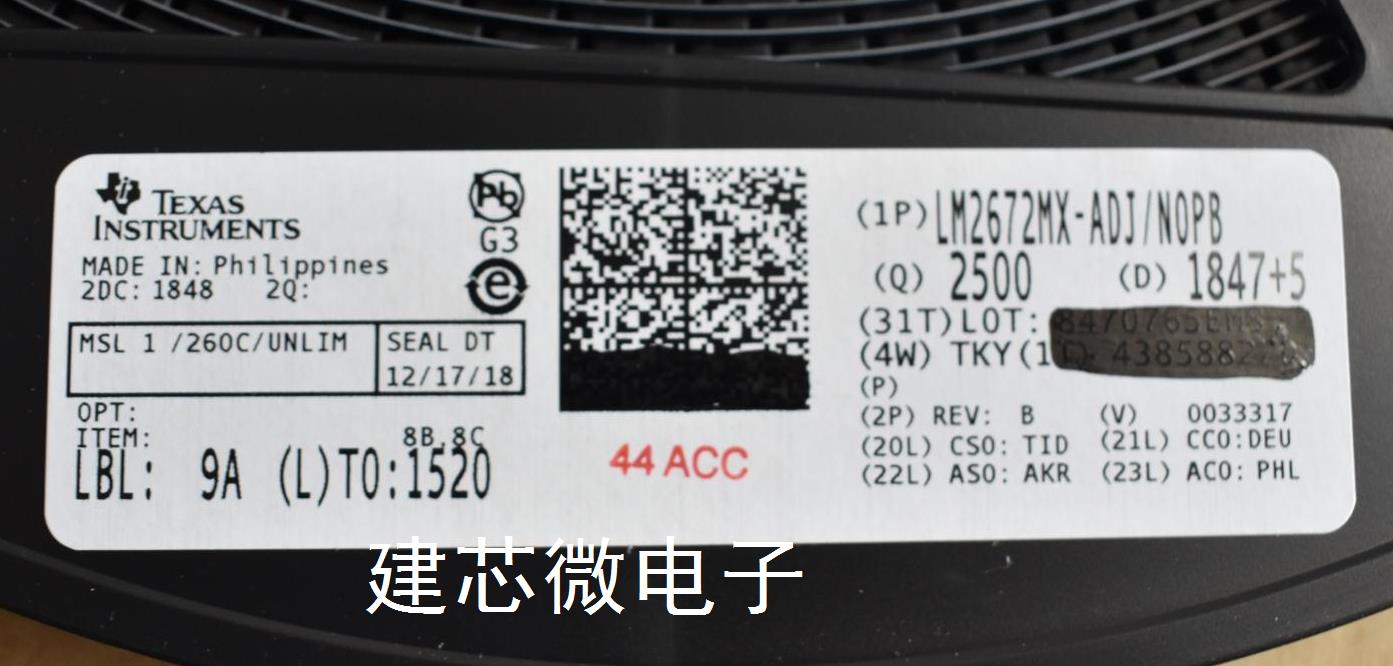 TEXAS
INSTRUMENTS
MADE IN: Philippines
2DC: 1848 2Q:
MSL 1 /260C/UNLIM
SEAL DT
12/17/18
OPT:
ITEM:
8B,8C
LBL: 9A (L)TO:1520
Pb
G3
e
44 ACC
(1P) LM2672MX-ADJ/NOPB
(Q) 2500 (D) 1847+5
(31T) LOT:
(4W) TKY
(P)
(2P) REV: B (V) 0033317
(20L) CSO: TID (21L) CCO:DEU
(22L) ASO: AKR (23L) ACO: PHL
建芯微电子